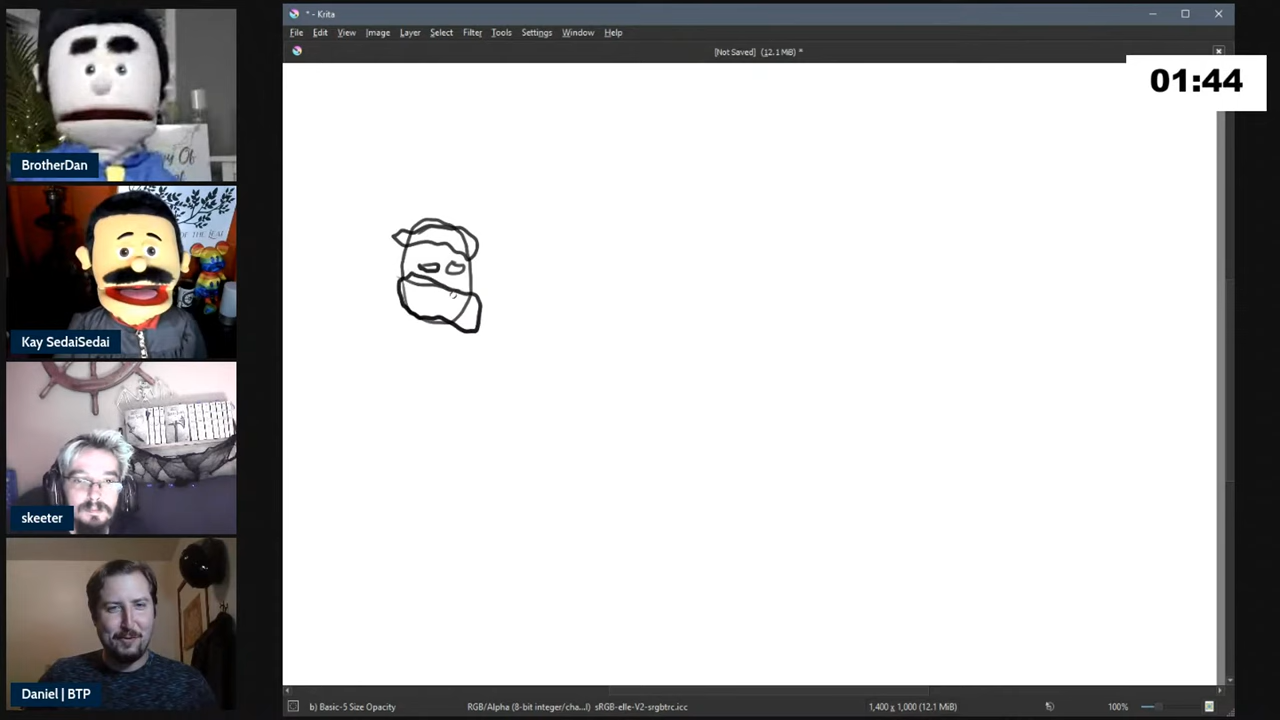 * - Krita
File Edit View Image Layer Select Filter Tools Settings Window Help
[Not Saved] (12.1 MiB) *
01:44
BrotherDan
Kay SedaiSedai
skeeter
Daniel | BTP
b) Basic-5 Size Opacity
RGB/Alpha (8-bit integer/cha...l) sRGB-elle-V2-srgbtrc.icc
1,400 x 1,000 (12.1 MiB)
100%